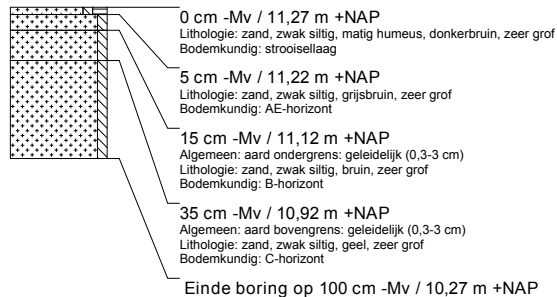 0 cm -Mv / 11,27 m +NAP
Lithologie: zand, zwak siltig, matig humeus, donkerbruin, zeer grof
Bodemkundig: strooisellaag
5 cm -Mv / 11,22 m +NAP
Lithologie: zand, zwak siltig, grijsbruin, zeer grof
Bodemkundig: AE-horizont
15 cm -Mv / 11,12 m +NAP
Algemeen: aard ondergrens: geleidelijk (0,3-3 cm)
Lithologie: zand, zwak siltig, bruin, zeer grof
Bodemkundig: B-horizont
35 cm -Mv / 10,92 m +NAP
Algemeen: aard bovengrens: geleidelijk (0,3-3 cm)
Lithologie: zand, zwak siltig, geel, zeer grof
Bodemkundig: C-horizont
Einde boring op 100 cm -Mv / 10,27 m +NAP